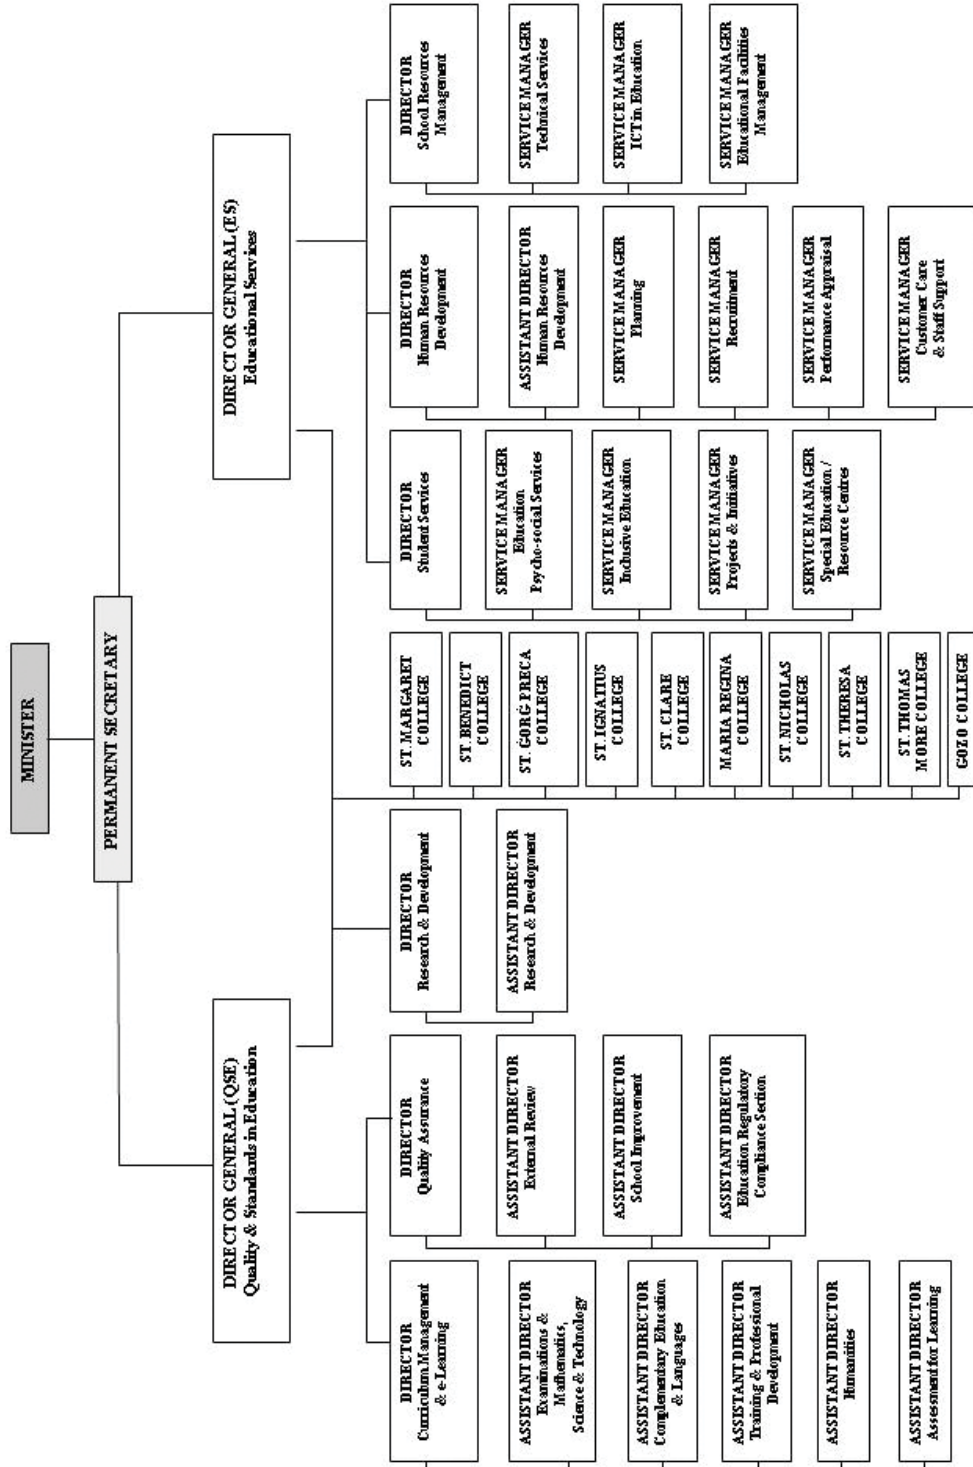 MINISTER
PERMANENT SECRETARY
DIRECTOR GENERAL (QSE)
Quality & Standards in Education
DIRECTOR GENERAL (ES)
Educational Services
DIRECTOR
Curriculum Management
& e-Learning
ASSISTANT DIRECTOR
Examinations &
Mathematics,
Science & Technology
ASSISTANT DIRECTOR
Complementary Education
& Languages
ASSISTANT DIRECTOR
Training & Professional
Development
ASSISTANT DIRECTOR
Humanities
ASSISTANT DIRECTOR
Assessment for Learning
DIRECTOR
Quality Assurance
ASSISTANT DIRECTOR
External Review
ASSISTANT DIRECTOR
School Improvement
ASSISTANT DIRECTOR
Education Regulatory
Compliance Section
DIRECTOR
Research & Development
ASSISTANT DIRECTOR
Research & Development
ST. MARGARET
COLLEGE
ST. BENEDICT
COLLEGE
ST. ĠORĠ PRECA
COLLEGE
ST. IGNATIUS
COLLEGE
ST. CLARE
COLLEGE
MARIA REGINA
COLLEGE
ST. NICHOLAS
COLLEGE
ST. THERESA
COLLEGE
ST. THOMAS
MORE COLLEGE
GOZO COLLEGE
DIRECTOR
Student Services
SERVICE MANAGER
Education
Psycho-social Services
SERVICE MANAGER
Inclusive Education
SERVICE MANAGER
Projects & Initiatives
SERVICE MANAGER
Special Education /
Resource Centres
DIRECTOR
Human Resources
Development
ASSISTANT DIRECTOR
Human Resources
Development
SERVICE MANAGER
Planning
SERVICE MANAGER
Recruitment
SERVICE MANAGER
Performance Appraisal
SERVICE MANAGER
Customer Care
& Staff Support
DIRECTOR
School Resources
Management
SERVICE MANAGER
Technical Services
SERVICE MANAGER
ICT in Education
SERVICE MANAGER
Educational Facilities
Management